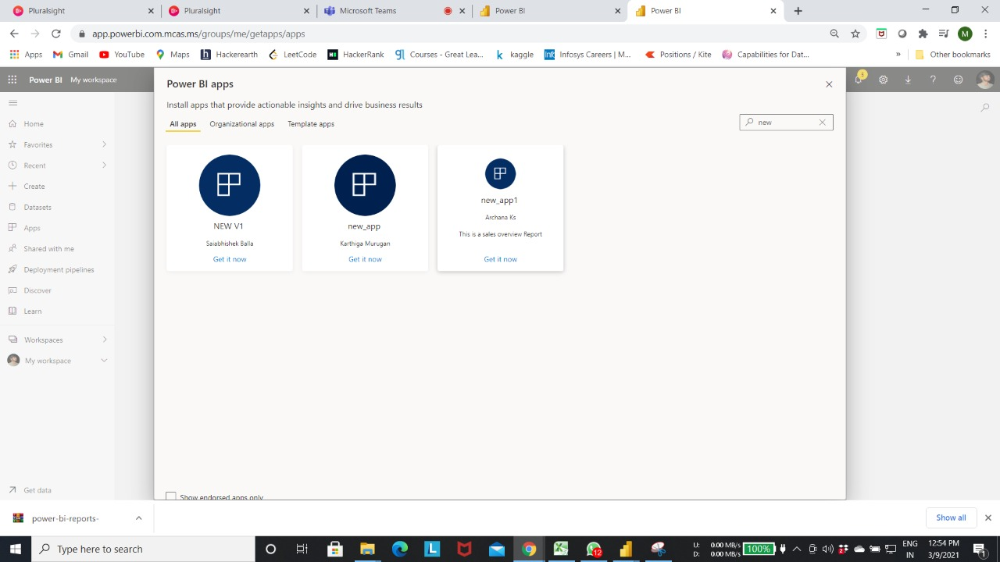 Pluralsight
Pluralsight
Microsoft Teams
Power BI
Power BI
app.powerbi.com.mcas.ms/groups/me/getapps/apps
M
Apps
Gmail
YouTube
Maps
Hackerearth
LeetCode
HackerRank
Courses - Great Lea...
kaggle
Infosys Careers | M...
Positions / Kite
Capabilities for Dat...
»
Other bookmarks
Power BI
My workspace
5
Power BI apps
Install apps that provide actionable insights and drive business results
All apps
Organizational apps
Template apps
new
Home
Favorites
Recent
Create
Datasets
Apps
Shared with me
Deployment pipelines
Discover
Learn
Workspaces
My workspace
Get data
NEW V1
Saiabhishek Balla
Get it now
new_app
Karthiga Murugan
Get it now
new_app1
Archana Ks
This is a sales overview Report
Get it now
Show endorsed apps only
power-bi-reports-
Show all
Type here to search
L
12
U: 0.00 MB/s
D: 0.00 MB/s
100%
2
ENG
IN
12:54 PM
3/9/2021
1